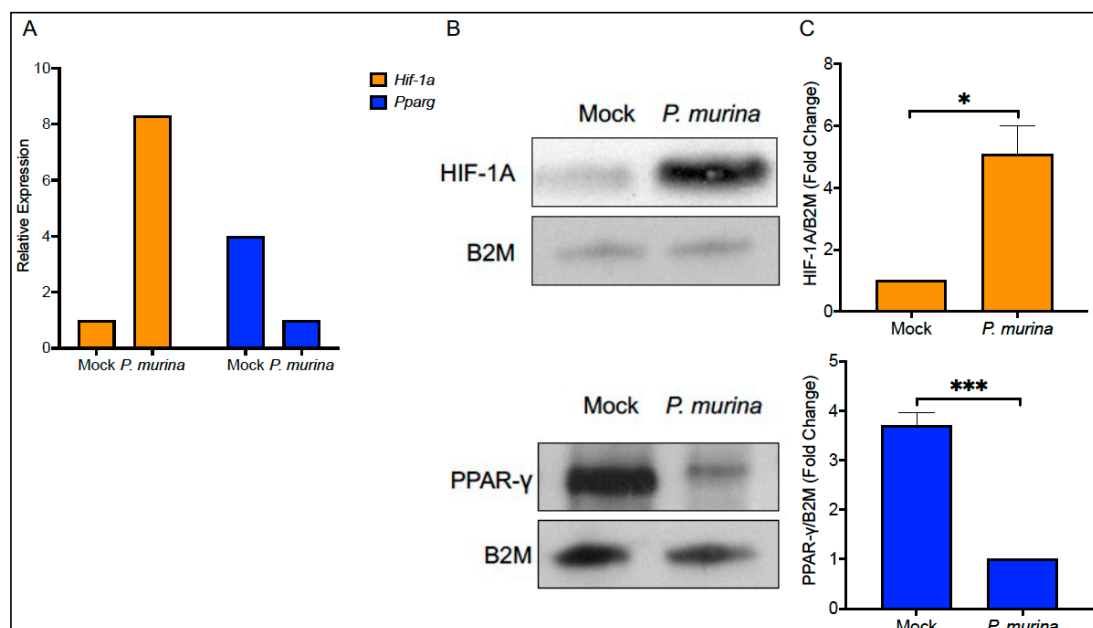 A
10
8
6
4
2
0
Relative Expression
Mock P. murina
Mock P. murina
Hif-1a
Pparg
B
Mock P. murina
HIF-1A
B2M
Mock P. murina
PPAR-γ
B2M
C
8
6
4
2
0
HIF-1A/B2M (Fold Change)
*
Mock
P. murina
5
4
3
2
1
0
PPAR-γ/B2M (Fold Change)
***
Mock
P. murina